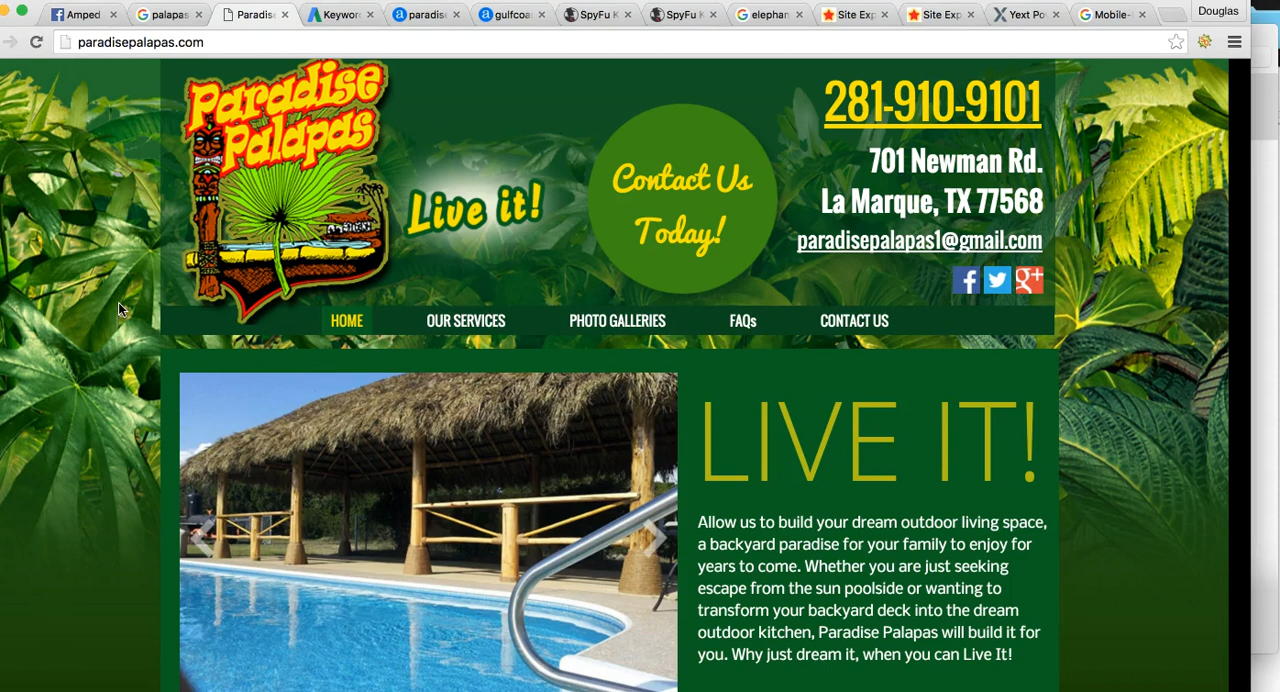 Amped
palapas
Paradise
Keywor
paradise
gulfcoa
SpyFu K
SpyFu K
elephan
Site Exp
Site Exp
Yext Po
Mobile-
Douglas
paradisepalapas.com
Paradise
Palapas
Live it!
Contact Us
Today!
281-910-9101
701 Newman Rd.
La Marque, TX 77568
paradisepalapas1@gmail.com
HOME
OUR SERVICES
PHOTO GALLERIES
FAQs
CONTACT US
LIVE IT!
Allow us to build your dream outdoor living space,
a backyard paradise for your family to enjoy for
years to come. Whether you are just seeking
escape from the sun poolside or wanting to
transform your backyard deck into the dream
outdoor kitchen, Paradise Palapas will build it for
you. Why just dream it, when you can Live It!